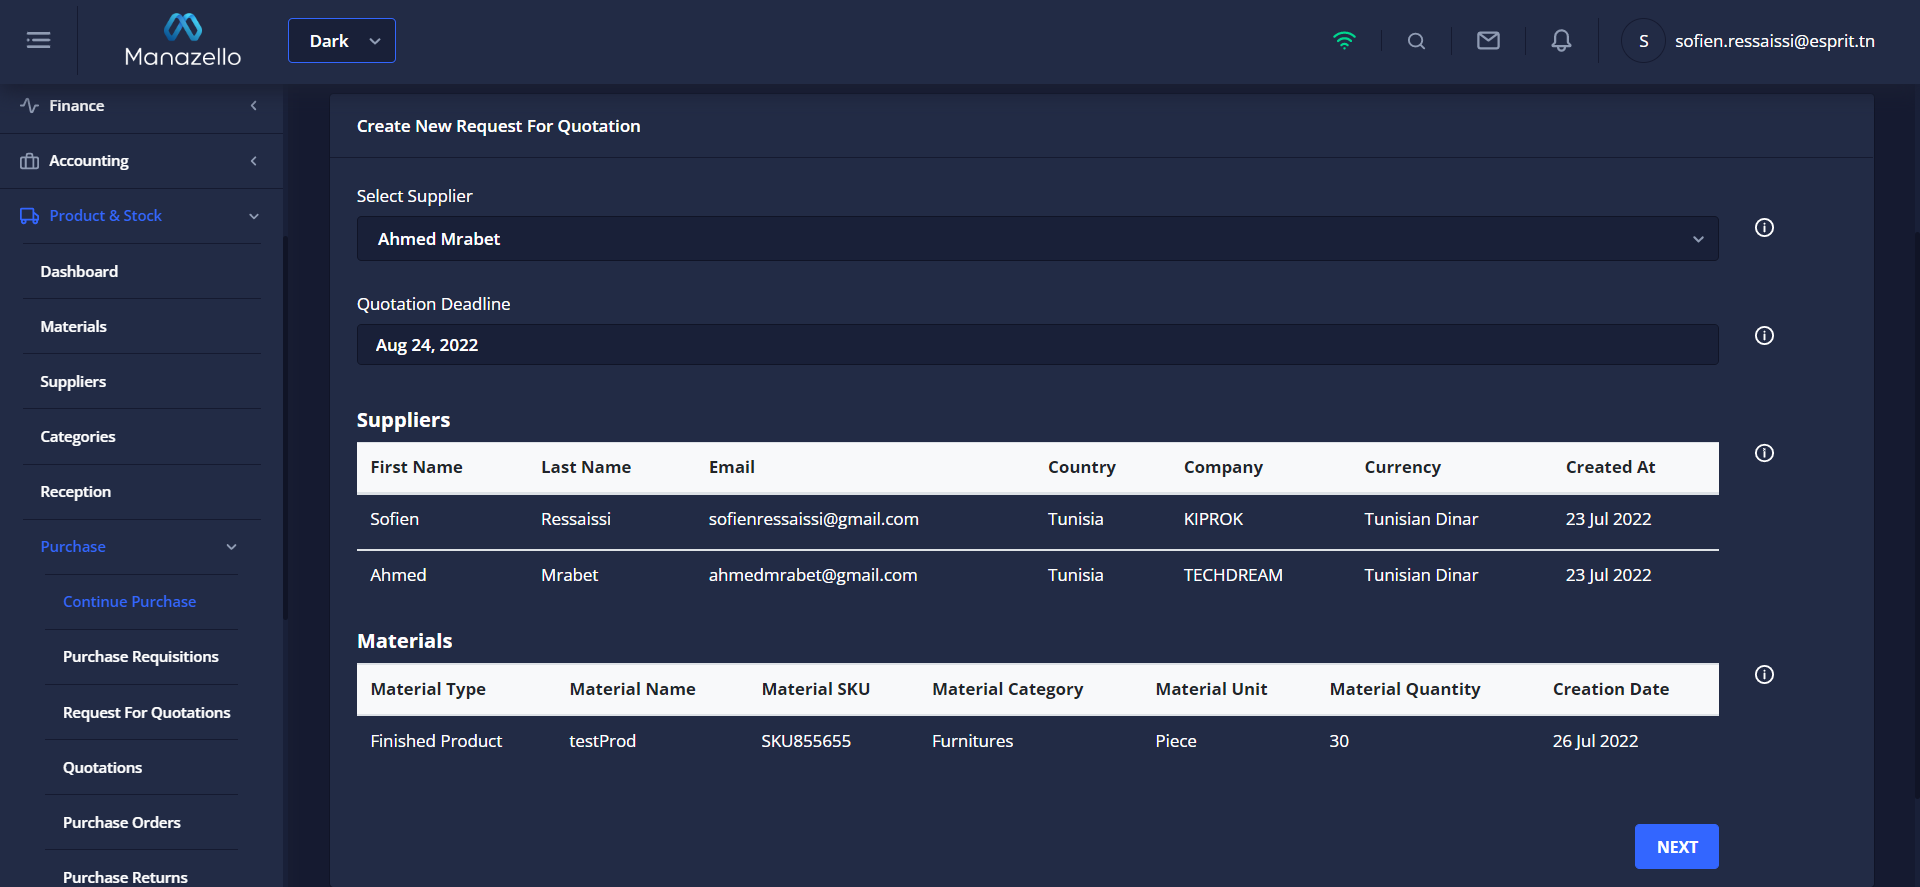 Manazello
Dark
S
sofien.ressaissi@esprit.tn
Finance
Accounting
Product & Stock
Dashboard
Materials
Suppliers
Categories
Reception
Purchase
Continue Purchase
Purchase Requisitions
Request For Quotations
Quotations
Purchase Orders
Purchase Returns
Create New Request For Quotation
Select Supplier
Ahmed Mrabet
Quotation Deadline
Aug 24, 2022
Suppliers
First Name Last Name Email Country Company Currency Created At
Sofien Ressaissi sofienressaissi@gmail.com Tunisia KIPROK Tunisian Dinar 23 Jul 2022
Ahmed Mrabet ahmedmrabet@gmail.com Tunisia TECHDREAM Tunisian Dinar 23 Jul 2022
Materials
Material Type Material Name Material SKU Material Category Material Unit Material Quantity Creation Date
Finished Product testProd SKU855655 Furnitures Piece 30 26 Jul 2022
NEXT